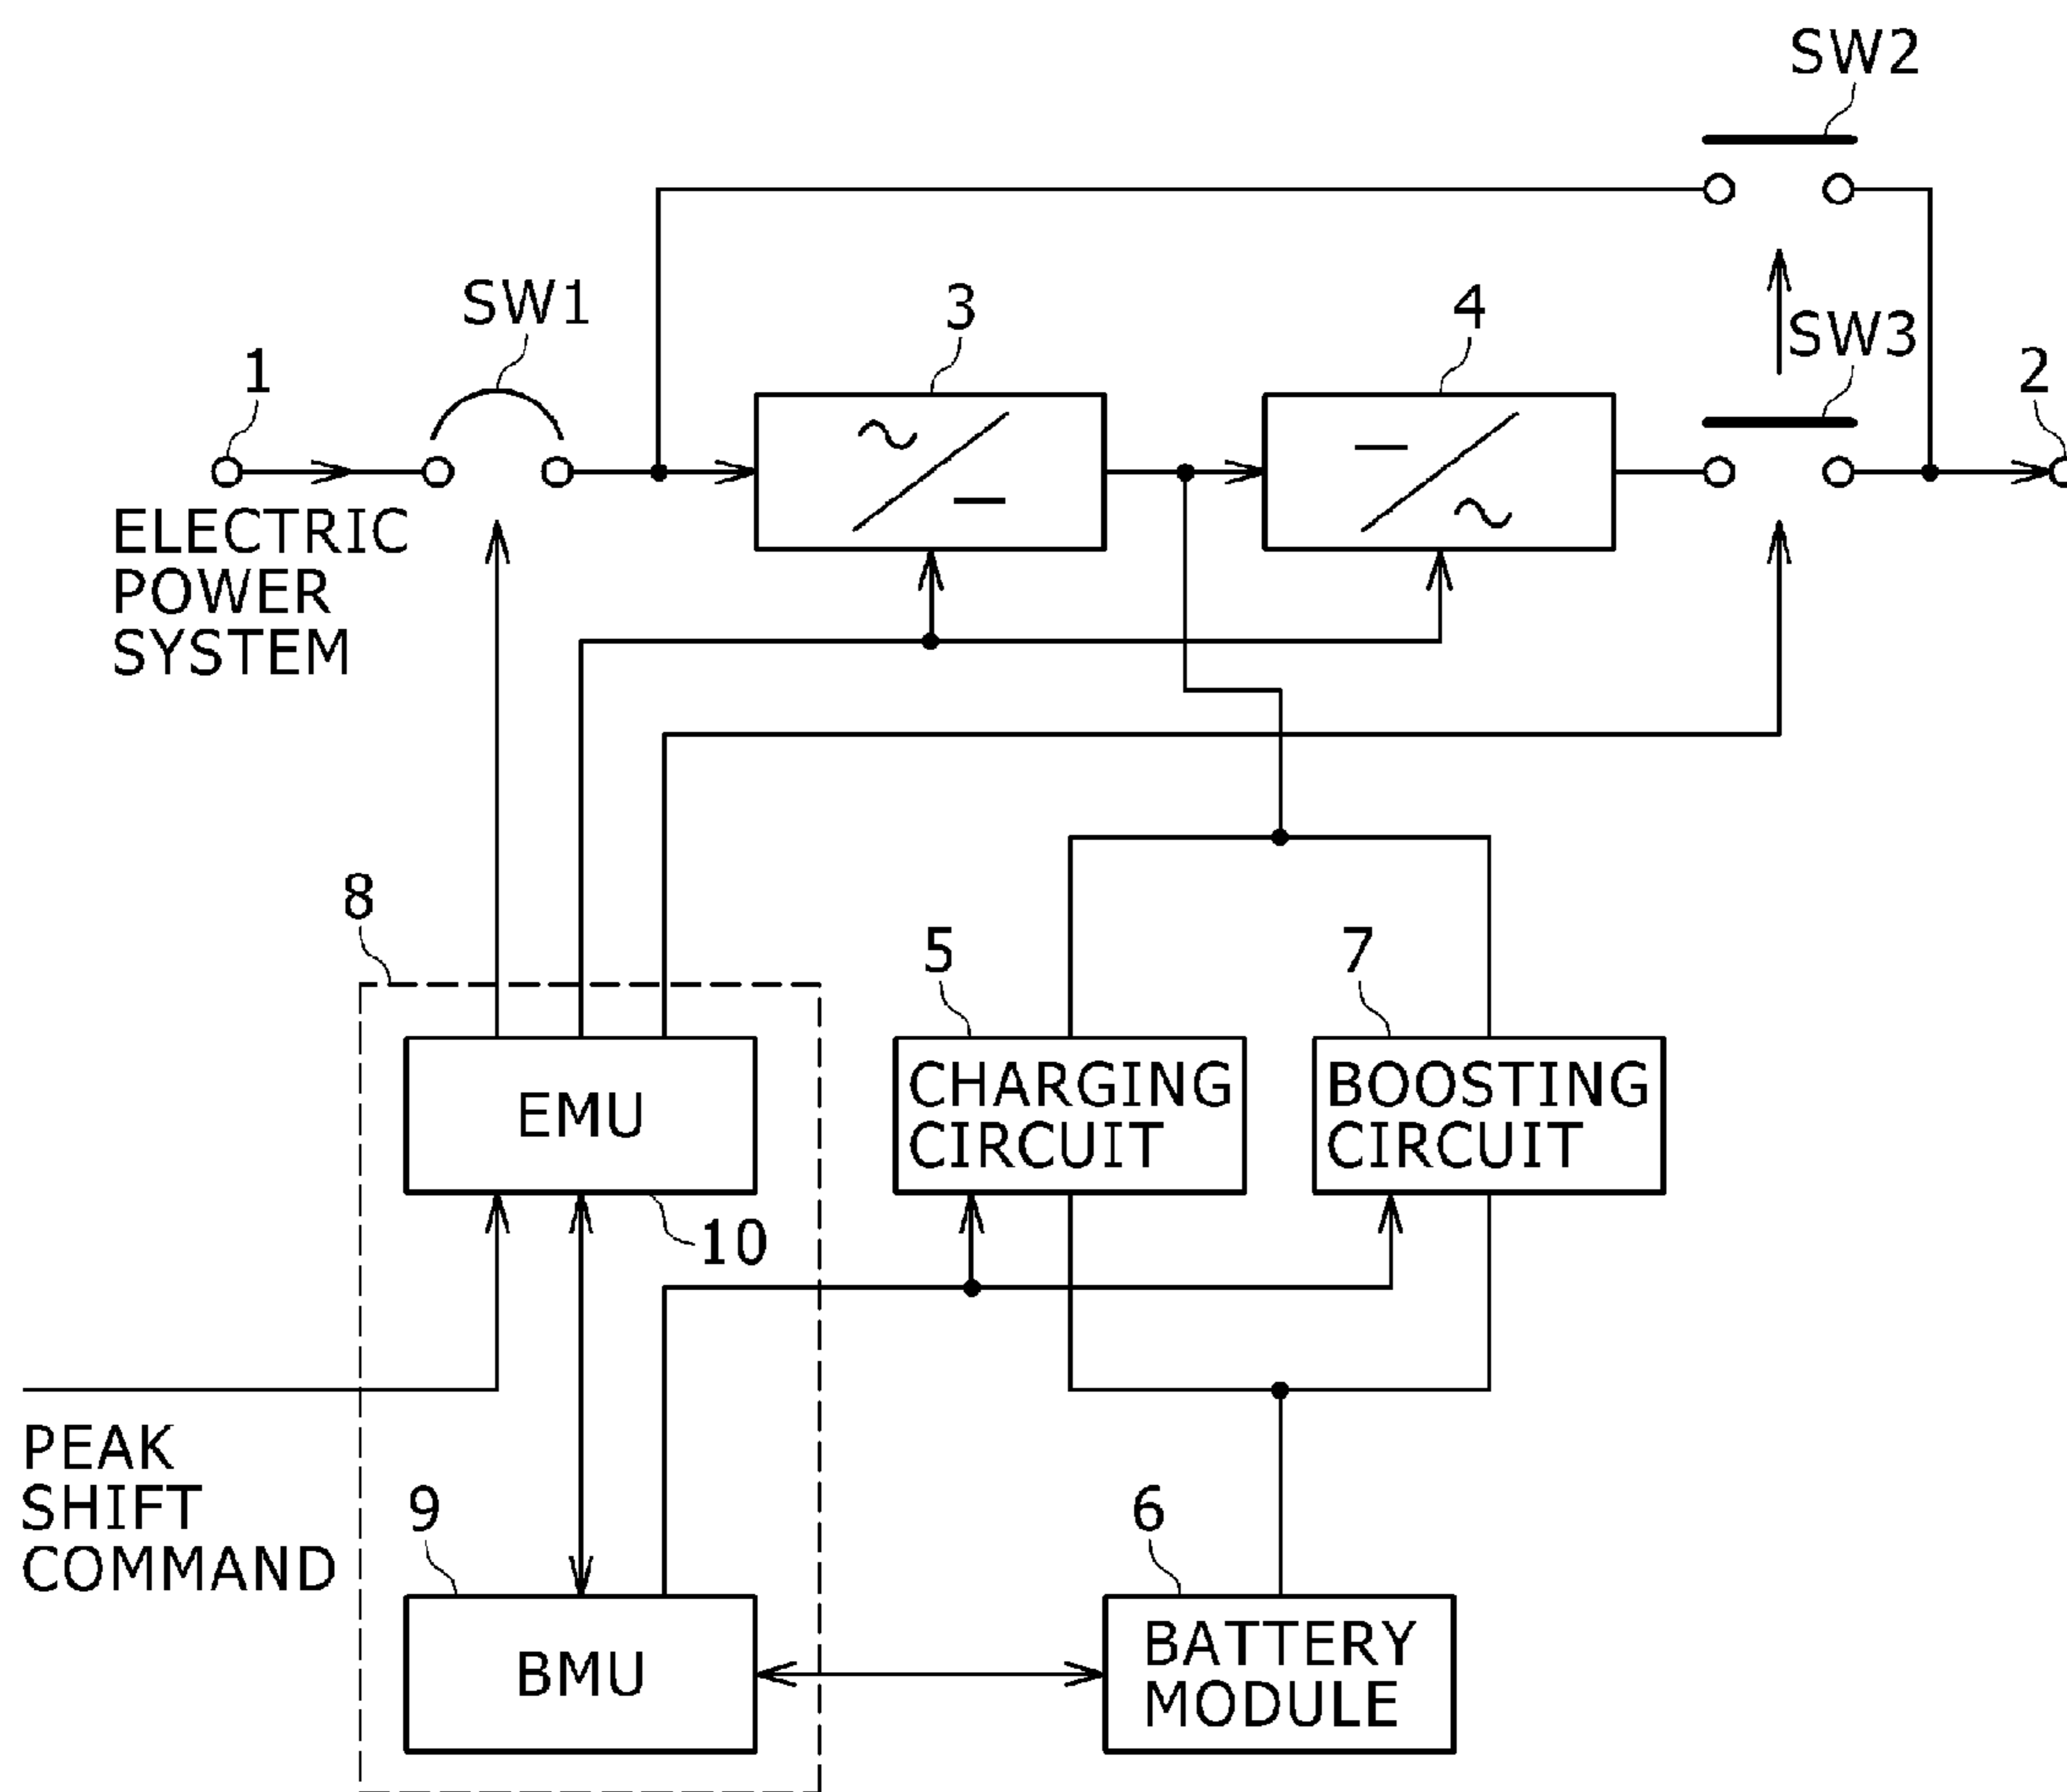 SW2
SW1
3
4
SW3
1
2
ELECTRIC
POWER
SYSTEM
8
5
7
EMU
CHARGING
CIRCUIT
BOOSTING
CIRCUIT
10
PEAK
SHIFT
COMMAND
9
6
BMU
BATTERY
MODULE